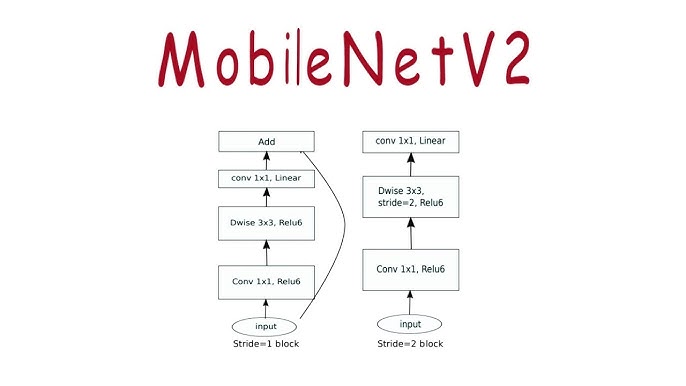 MobileNetV2
Add
conv 1x1, Linear
Dwise 3x3, Relu6
Conv 1x1, Relu6
input
Stride=1 block
conv 1x1, Linear
Dwise 3x3,
stride=2, Relu6
Conv 1x1, Relu6
input
Stride=2 block